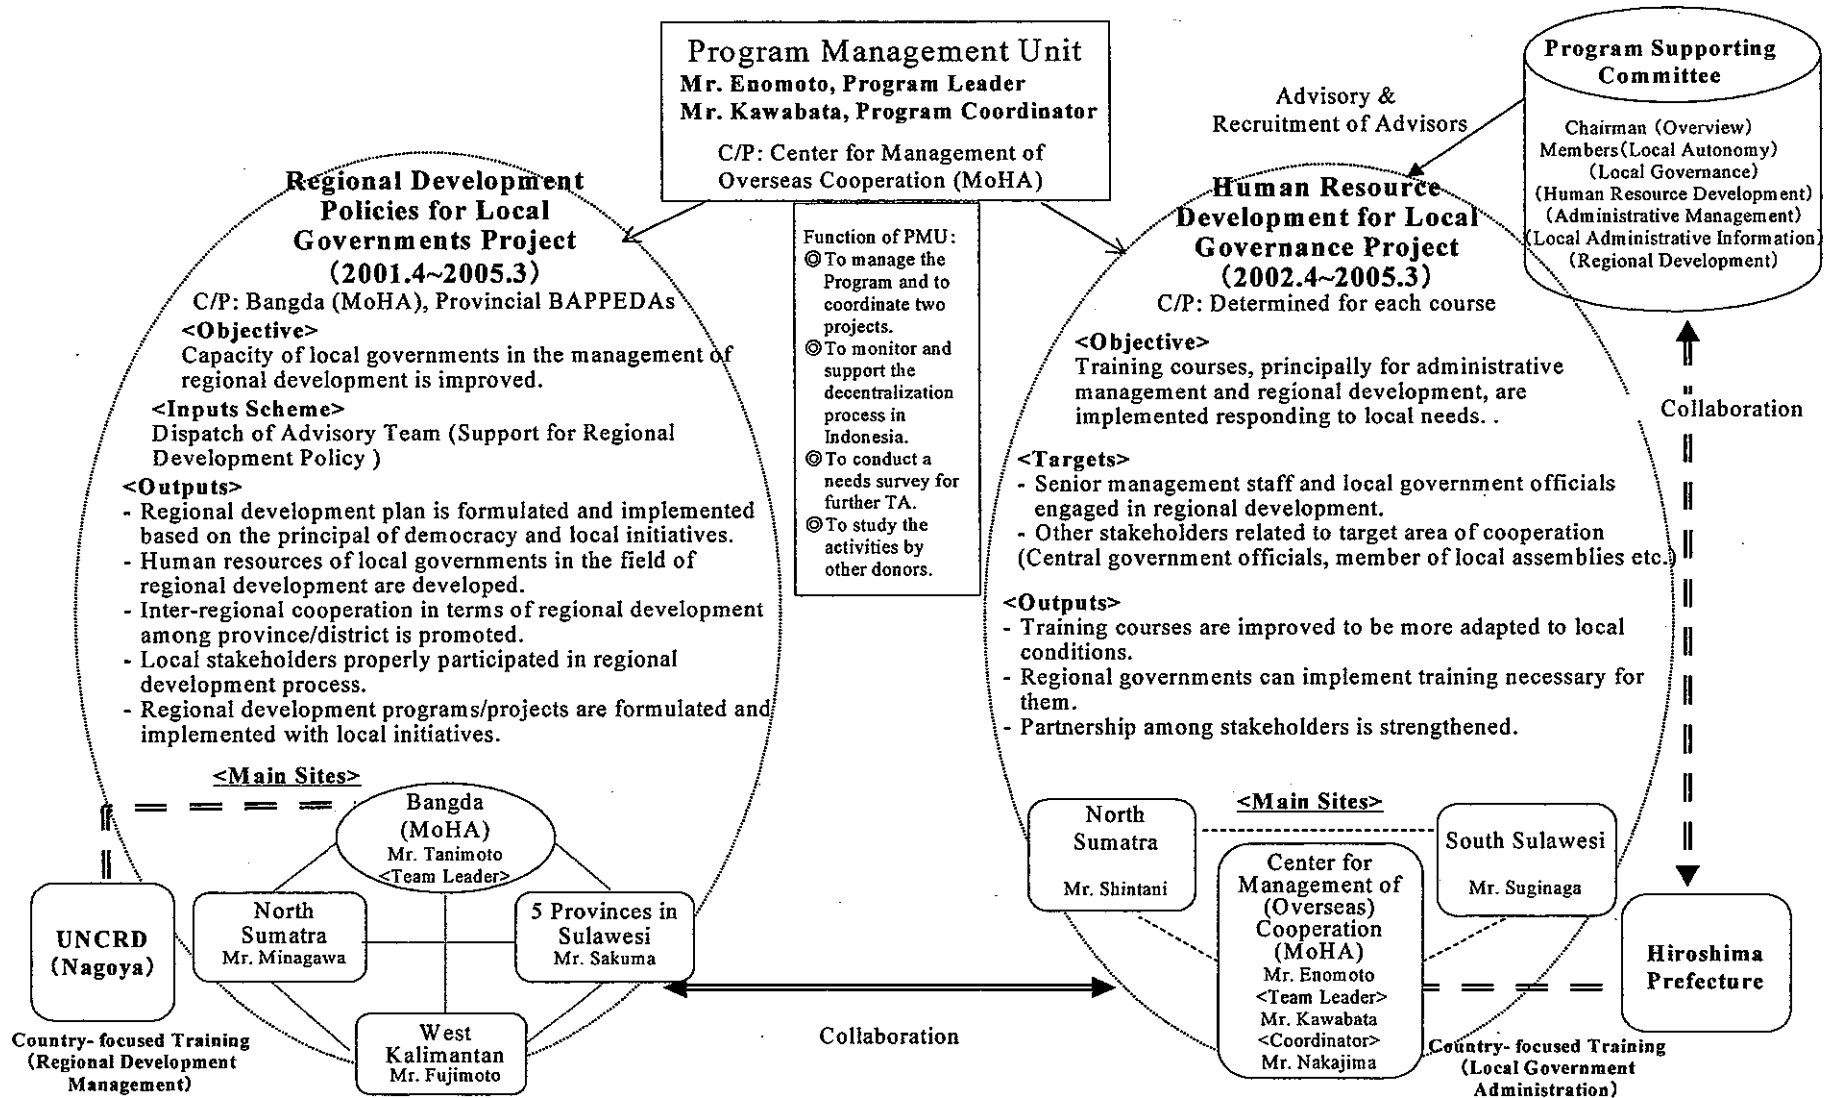 Program Management Unit
Mr. Enomoto, Program Leader
Mr. Kawabata, Program Coordinator
C/P: Center for Management of
Overseas Cooperation (MoHA)
Program Supporting
Committee
Chairman (Overview)
Members(Local Autonomy)
(Local Governance)
(Human Resource Development)
(Administrative Management)
(Local Administrative Information)
(Regional Development)
Advisory &
Recruitment of Advisors
Regional Development
Policies for Local
Governments Project
(2001.4~2005.3)
C/P: Bangda (MoHA), Provincial BAPPEDAs
<Objective>
Capacity of local governments in the management of
regional development is improved.
<Inputs Scheme>
Dispatch of Advisory Team (Support for Regional
Development Policy )
<Outputs>
- Regional development plan is formulated and implemented
based on the principal of democracy and local initiatives.
- Human resources of local governments in the field of
regional development are developed.
- Inter-regional cooperation in terms of regional development
among province/district is promoted.
- Local stakeholders properly participated in regional
development process.
- Regional development programs/projects are formulated and
implemented with local initiatives.
<Main Sites>
Bangda
(MoHA)
Mr. Tanimoto
<Team Leader>
North
Sumatra
Mr. Minagawa
5 Provinces in
Sulawesi
Mr. Sakuma
West
Kalimantan
Mr. Fujimoto
UNCRD
(Nagoya)
Country- focused Training
(Regional Development
Management)
Function of PMU:
◎To manage the
Program and to
coordinate two
projects.
◎To monitor and
support the
decentralization
process in
Indonesia.
◎To conduct a
needs survey for
further TA.
◎To study the
activities by
other donors.
Collaboration
Human Resource
Development for Local
Governance Project
(2002.4~2005.3)
C/P: Determined for each course
<Objective>
Training courses, principally for administrative
management and regional development, are
implemented responding to local needs. .
<Targets>
- Senior management staff and local government officials
engaged in regional development.
- Other stakeholders related to target area of cooperation
(Central government officials, member of local assemblies etc.)
<Outputs>
- Training courses are improved to be more adapted to local
conditions.
- Regional governments can implement training necessary for
them.
- Partnership among stakeholders is strengthened.
<Main Sites>
North
Sumatra
Mr. Shintani
South Sulawesi
Mr. Suginaga
Center for
Management of
(Overseas)
Cooperation
(MoHA)
Mr. Enomoto
<Team Leader>
Mr. Kawabata
<Coordinator>
Mr. Nakajima
Collaboration
Hiroshima
Prefecture
Country- focused Training
(Local Government
Administration)